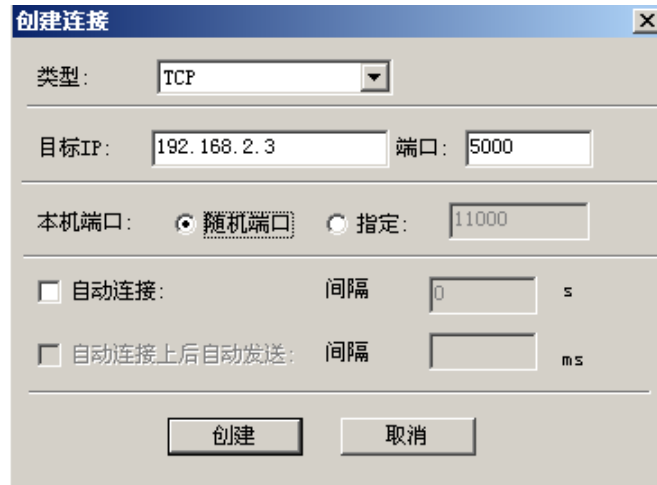 创建连接
类型: TCP
目标IP: 192.168.2.3 端口: 5000
本机端口: 随机端口 指定: 11000
自动连接: 间隔 0 s
自动连接上后自动发送: 间隔 ms
创建 取消